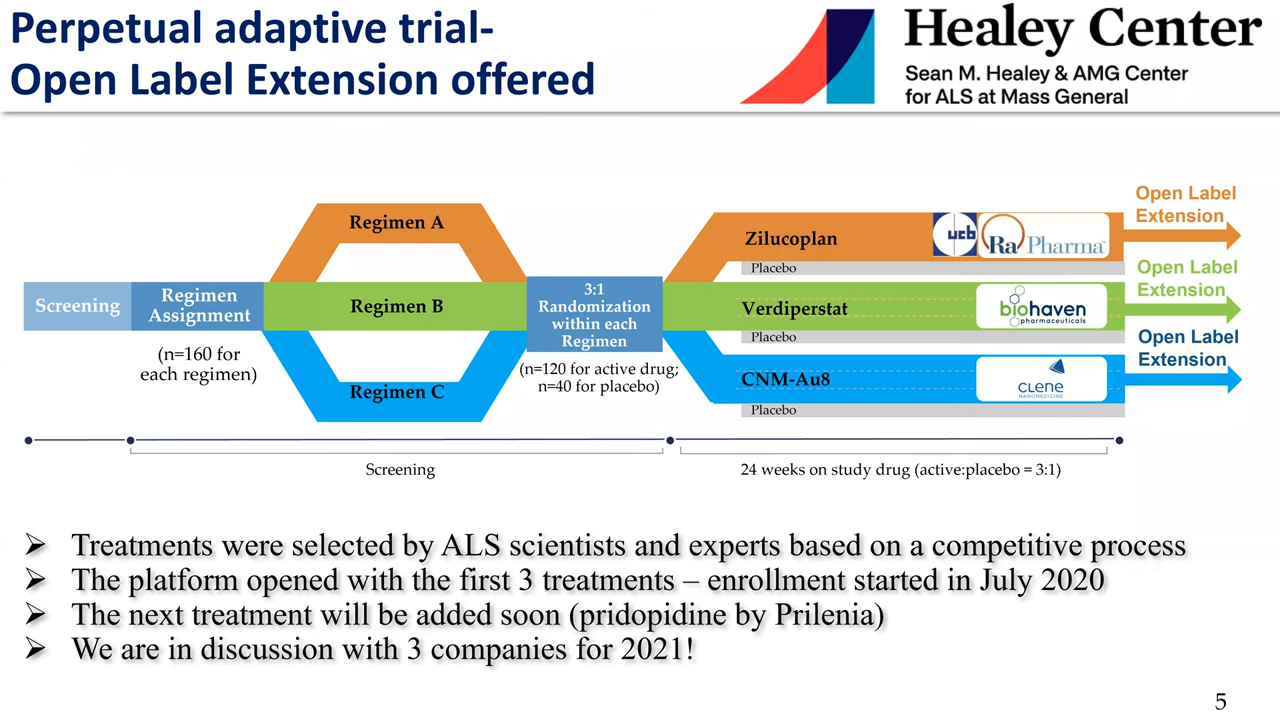 Perpetual adaptive trial-
Open Label Extension offered
Healey Center
Sean M. Healey & AMG Center
for ALS at Mass General
Screening
Regimen
Assignment
(n=160 for
each regimen)
Regimen A
Regimen B
Regimen C
3:1
Randomization
within each
Regimen
(n=120 for active drug;
n=40 for placebo)
Zilucoplan
ucb
Ra Pharma™
Placebo
Open Label
Extension
Verdiperstat
biohaven
pharmaceuticals
Placebo
Open Label
Extension
CNM-Au8
CLENE
NANOMEDICINE
Placebo
Open Label
Extension
Screening
24 weeks on study drug (active:placebo = 3:1)
➢ Treatments were selected by ALS scientists and experts based on a competitive process
➢ The platform opened with the first 3 treatments – enrollment started in July 2020
➢ The next treatment will be added soon (pridopidine by Prilenia)
➢ We are in discussion with 3 companies for 2021!
5